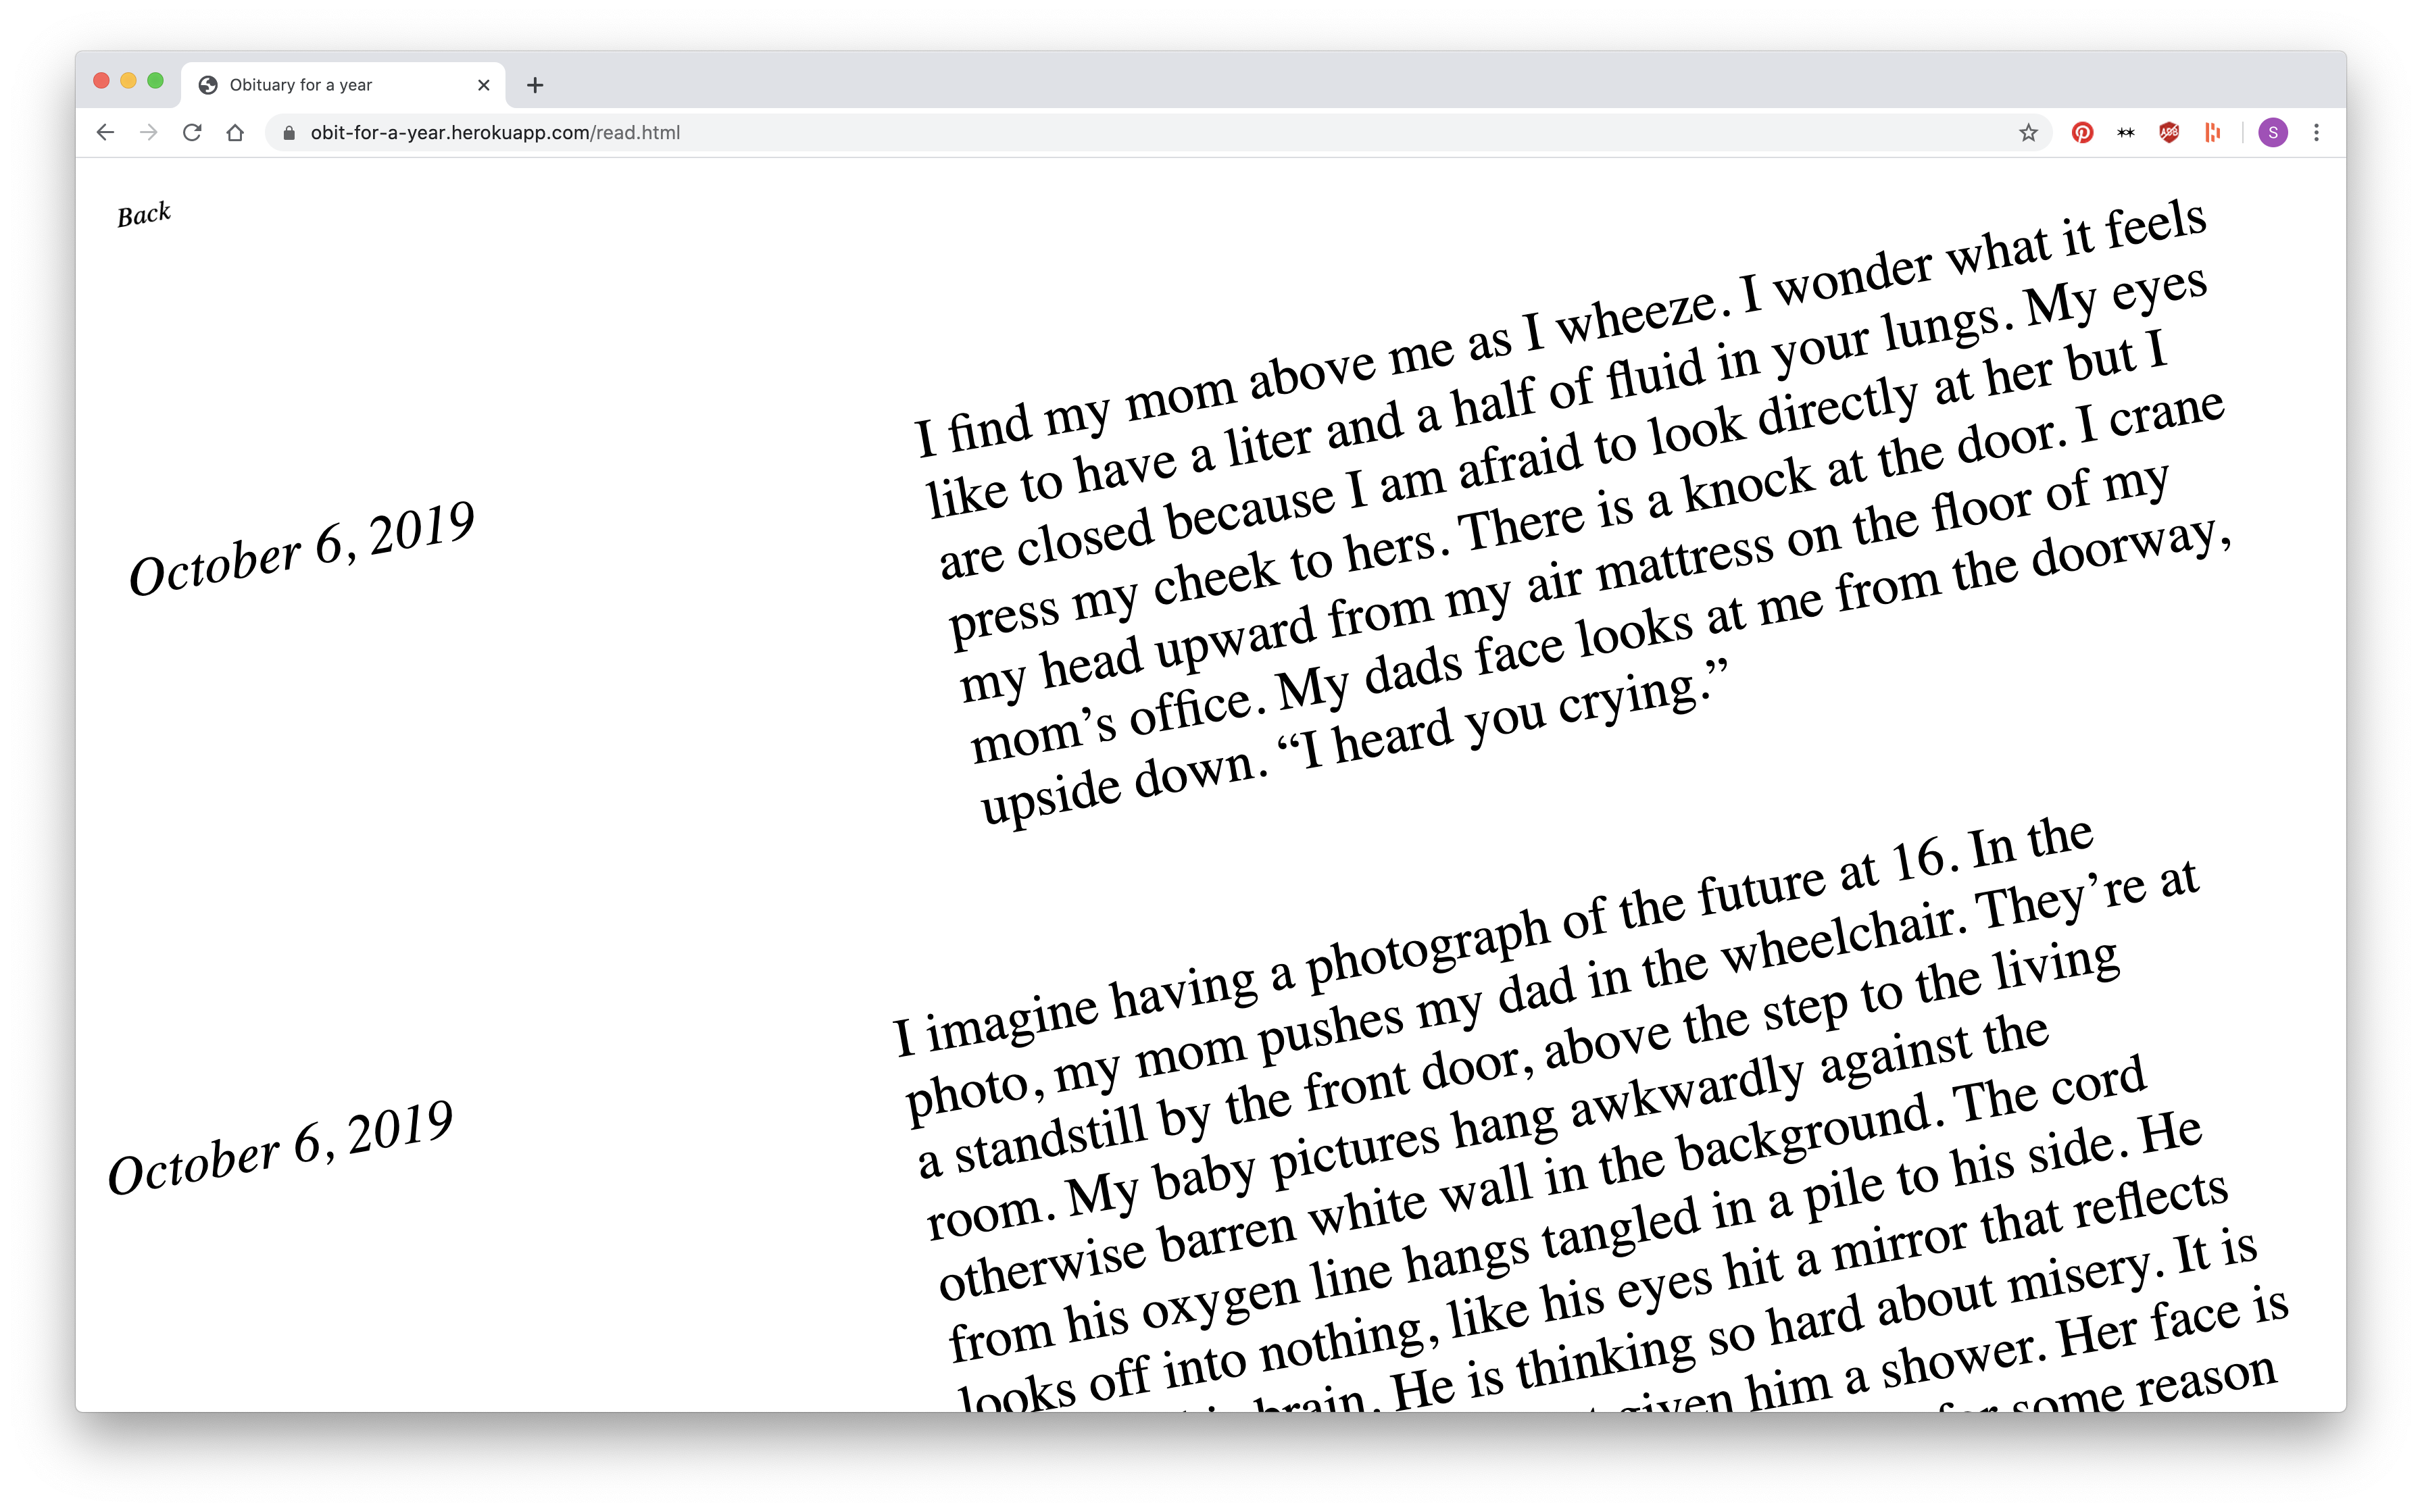 Obituary for a year
obit-for-a-year.herokuapp.com/read.html
ABP
S
Back
October 6, 2019
I find my mom above me as I wheeze. I wonder what it feels
like to have a liter and a half of fluid in your lungs. My eyes
are closed because I am afraid to look directly at her but I
press my cheek to hers. There is a knock at the door. I crane
my head upward from my air mattress on the floor of my
mom’s office. My dads face looks at me from the doorway,
upside down. “I heard you crying.”
October 6, 2019
I imagine having a photograph of the future at 16. In the
photo, my mom pushes my dad in the wheelchair. They’re at
a standstill by the front door, above the step to the living
room. My baby pictures hang awkwardly against the
otherwise barren white wall in the background. The cord
from his oxygen line hangs tangled in a pile to his side. He
looks off into nothing, like his eyes hit a mirror that reflects
brain. He is thinking so hard about misery. It is
given him a shower. Her face is
for some reason